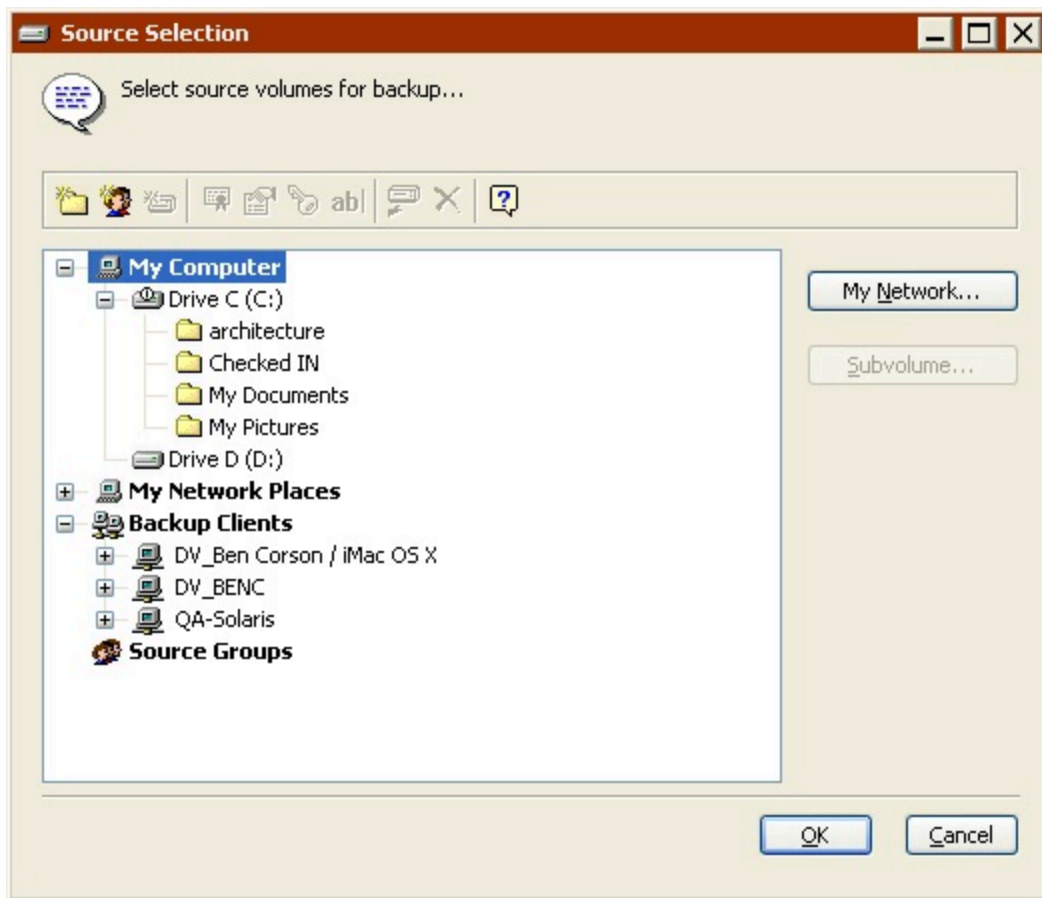 Source Selection
Select source volumes for backup...
ab|
My Computer
Drive C (C:)
architecture
Checked IN
My Documents
My Pictures
Drive D (D:)
My Network Places
Backup Clients
DV_Ben Corson / iMac OS X
DV_BENC
QA-Solaris
Source Groups
My Network...
Subvolume...
OK
Cancel